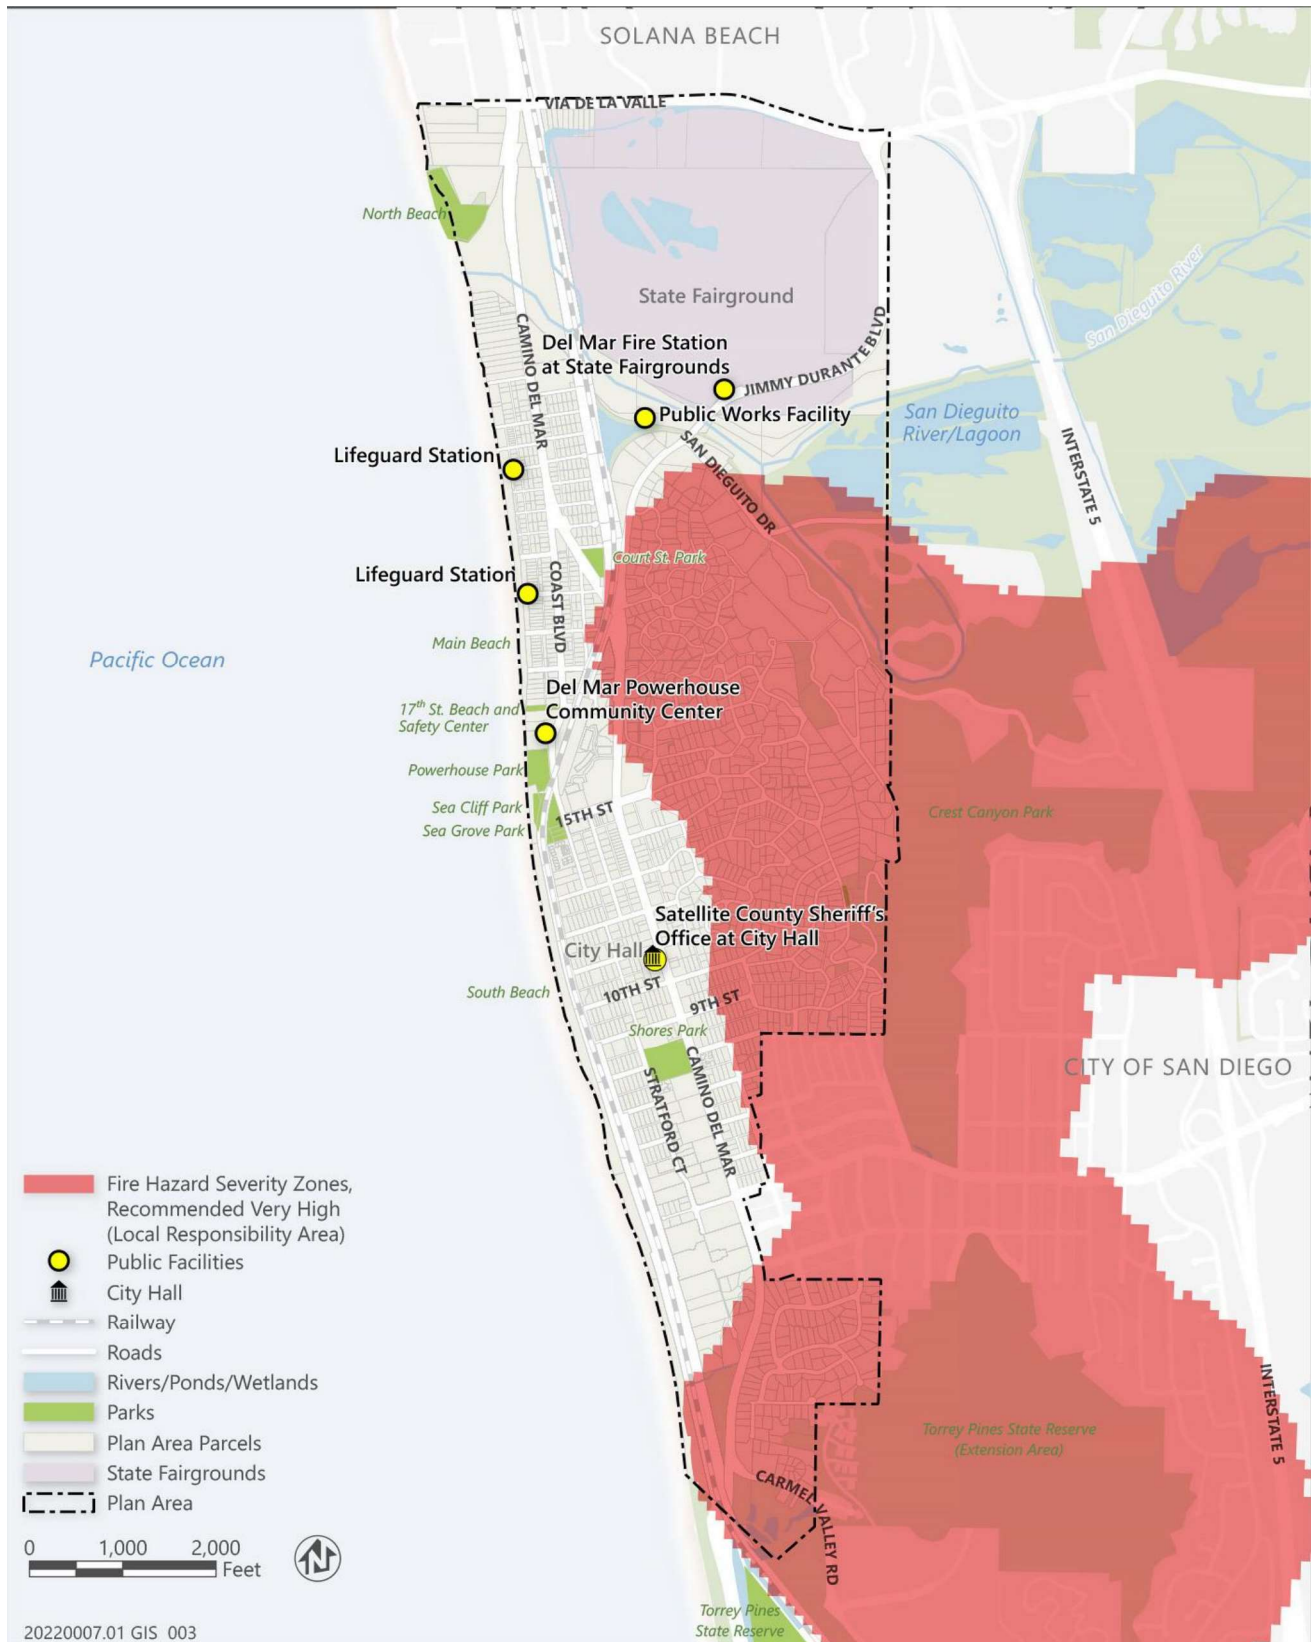 SOLANA BEACH
VIA DE LA VALLE
North Beach
State Fairground
San Dieguito River
CAMINO DEL MAR
Del Mar Fire Station
at State Fairgrounds
JIMMY DURANTE BLVD
Public Works Facility
San Dieguito
River/Lagoon
SAN DIEGUITO DR
INTERSTATE 5
Lifeguard Station
Court St. Park
Lifeguard Station
COAST BLVD
Main Beach
Pacific Ocean
Del Mar Powerhouse
Community Center
17th St. Beach and
Safety Center
Powerhouse Park
Sea Cliff Park
15TH ST
Sea Grove Park
Crest Canyon Park
Satellite County Sheriff's
Office at City Hall
City Hall
South Beach
10TH ST
9TH ST
Shores Park
STRATFORD CT
CAMINO DEL MAR
CITY OF SAN DIEGO
Fire Hazard Severity Zones,
Recommended Very High
(Local Responsibility Area)
Public Facilities
City Hall
Railway
Roads
Rivers/Ponds/Wetlands
Parks
Plan Area Parcels
State Fairgrounds
Plan Area
INTERSTATE 5
Torrey Pines State Reserve
(Extension Area)
CARMEL VALLEY RD
0 1,000 2,000
Feet
N
Torrey Pines
State Reserve
20220007.01 GIS 003